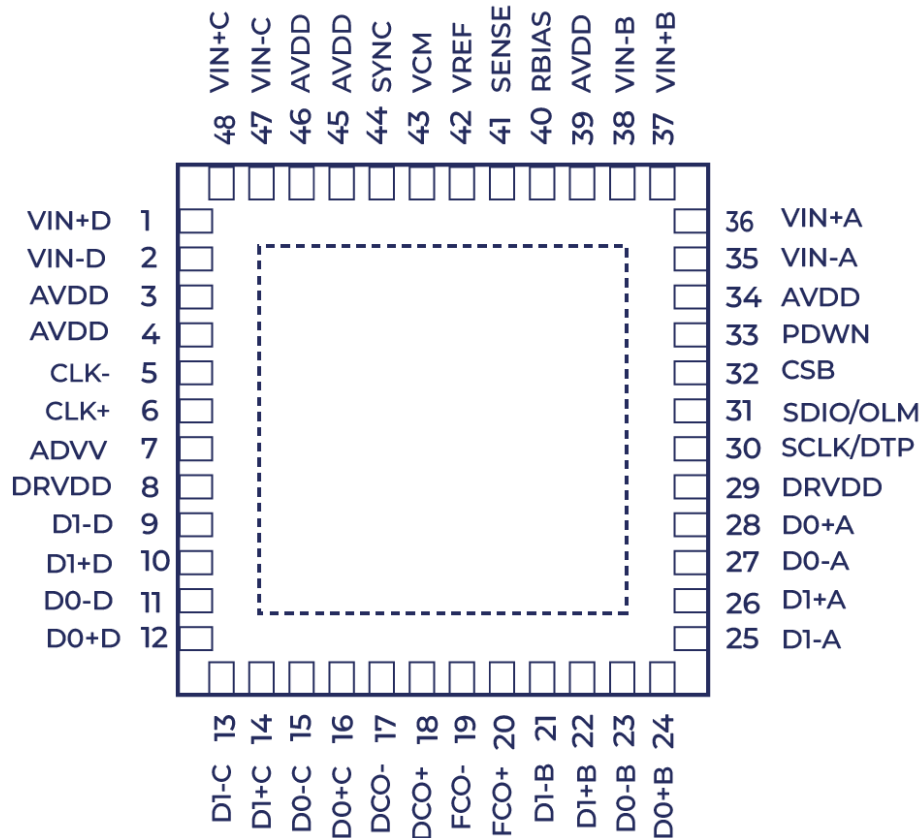 VIN+C 48
VIN-C 47
AVDD 46
AVDD 45
SYNC 44
VCM 43
VREF 42
SENSE 41
RBIAS 40
AVDD 39
VIN-B 38
VIN+B 37
VIN+D 1
VIN-D 2
AVDD 3
AVDD 4
CLK- 5
CLK+ 6
ADVV 7
DRVDD 8
D1-D 9
D1+D 10
D0-D 11
D0+D 12
36 VIN+A
35 VIN-A
34 AVDD
33 PDWN
32 CSB
31 SDIO/OLM
30 SCLK/DTP
29 DRVDD
28 D0+A
27 D0-A
26 D1+A
25 D1-A
D1-C 13
D1+C 14
D0-C 15
D0+C 16
DCO- 17
DCO+ 18
FCO- 19
FCO+ 20
D1-B 21
D1+B 22
D0-B 23
D0+B 24